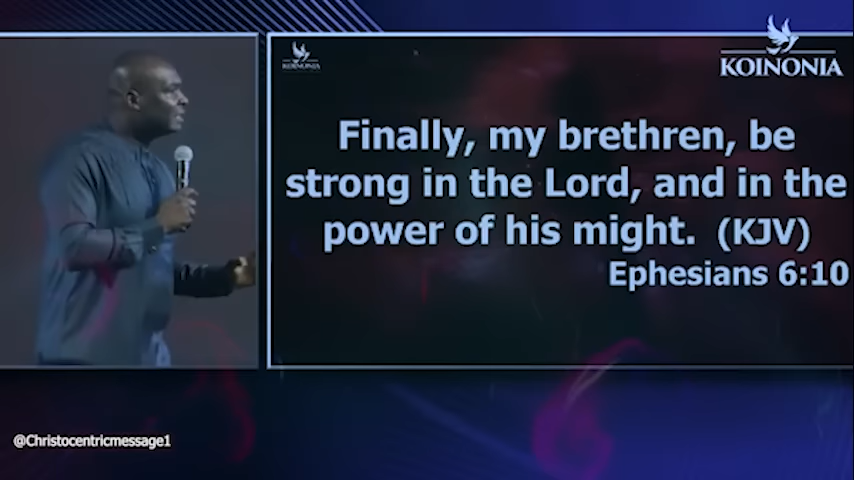 KOINONIA
KOINONIA
Finally, my brethren, be
strong in the Lord, and in the
power of his might. (KJV)
Ephesians 6:10
@Christocentricmessage1